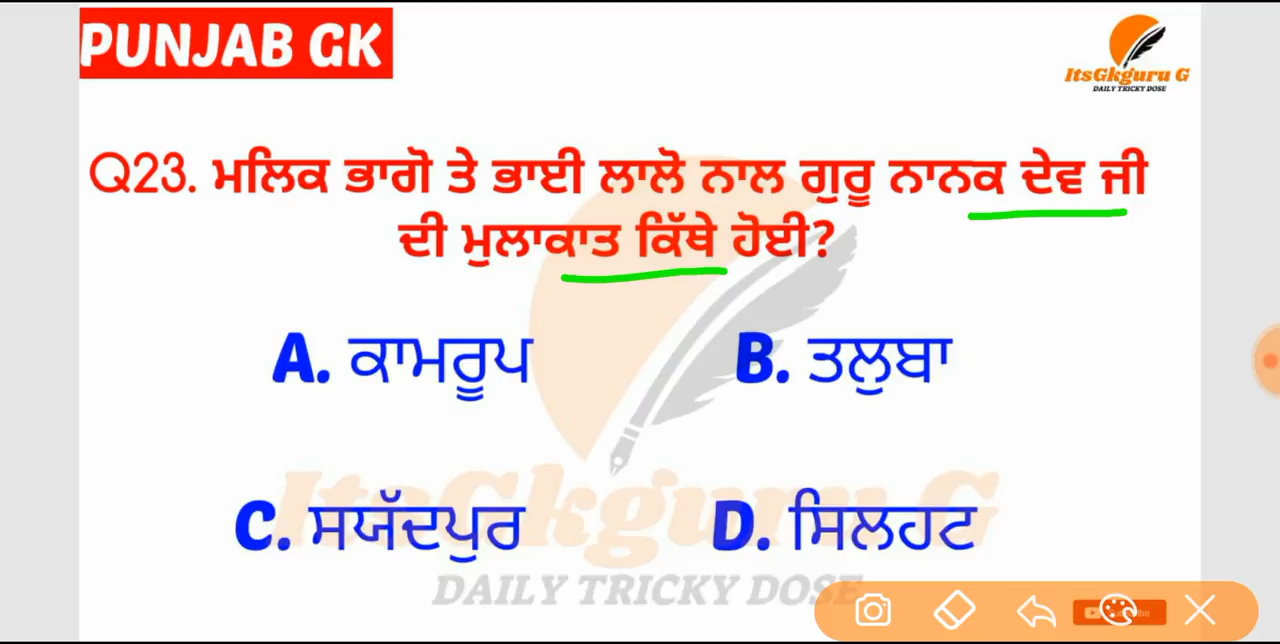 PUNJAB GK
ItsGkguru G
DAILY TRICKY DOSE
Q23. ਮਲਿਕ ਭਾਗੋ ਤੇ ਭਾਈ ਲਾਲੋ ਨਾਲ ਗੁਰੂ ਨਾਨਕ ਦੇਵ ਜੀ
ਦੀ ਮੁਲਾਕਾਤ ਕਿੱਥੇ ਹੋਈ?
A. ਕਾਮਰੂਪ
B. ਤਲੁਬਾ
C. ਸਯੱਦਪੁਰ
D. ਸਿਲਹਟ
ItsGkguru G
DAILY TRICKY DOSE